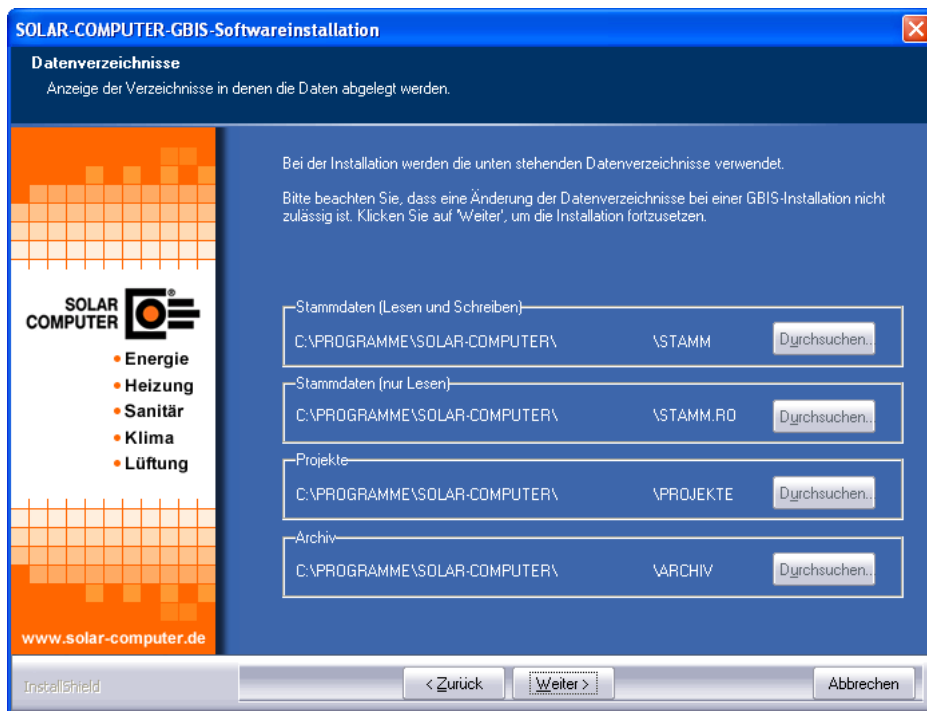 SOLAR-COMPUTER-GBIS-Softwareinstallation
Datenverzeichnisse
Anzeige der Verzeichnisse in denen die Daten abgelegt werden.
Bei der Installation werden die unten stehenden Datenverzeichnisse verwendet.
Bitte beachten Sie, dass eine Änderung der Datenverzeichnisse bei einer GBIS-Installation nicht
zulässig ist. Klicken Sie auf 'Weiter', um die Installation fortzusetzen.
SOLAR
COMPUTER
®
• Energie
• Heizung
• Sanitär
• Klima
• Lüftung
www.solar-computer.de
Stammdaten (Lesen und Schreiben)
C:\PROGRAMME\SOLAR-COMPUTER\ \STAMM Durchsuchen...
Stammdaten (nur Lesen)
C:\PROGRAMME\SOLAR-COMPUTER\ \STAMM.RO Durchsuchen...
Projekte
C:\PROGRAMME\SOLAR-COMPUTER\ \PROJEKTE Durchsuchen...
Archiv
C:\PROGRAMME\SOLAR-COMPUTER\ \ARCHIV Durchsuchen...
InstallShield
< Zurück Weiter > Abbrechen